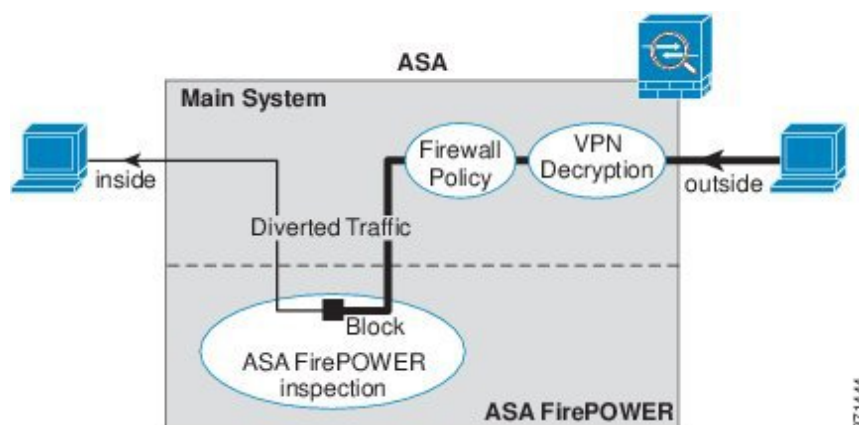 ASA
Main System
Firewall
Policy
VPN
Decryption
inside
outside
Diverted Traffic
Block
ASA FirePOWER
inspection
ASA FirePOWER